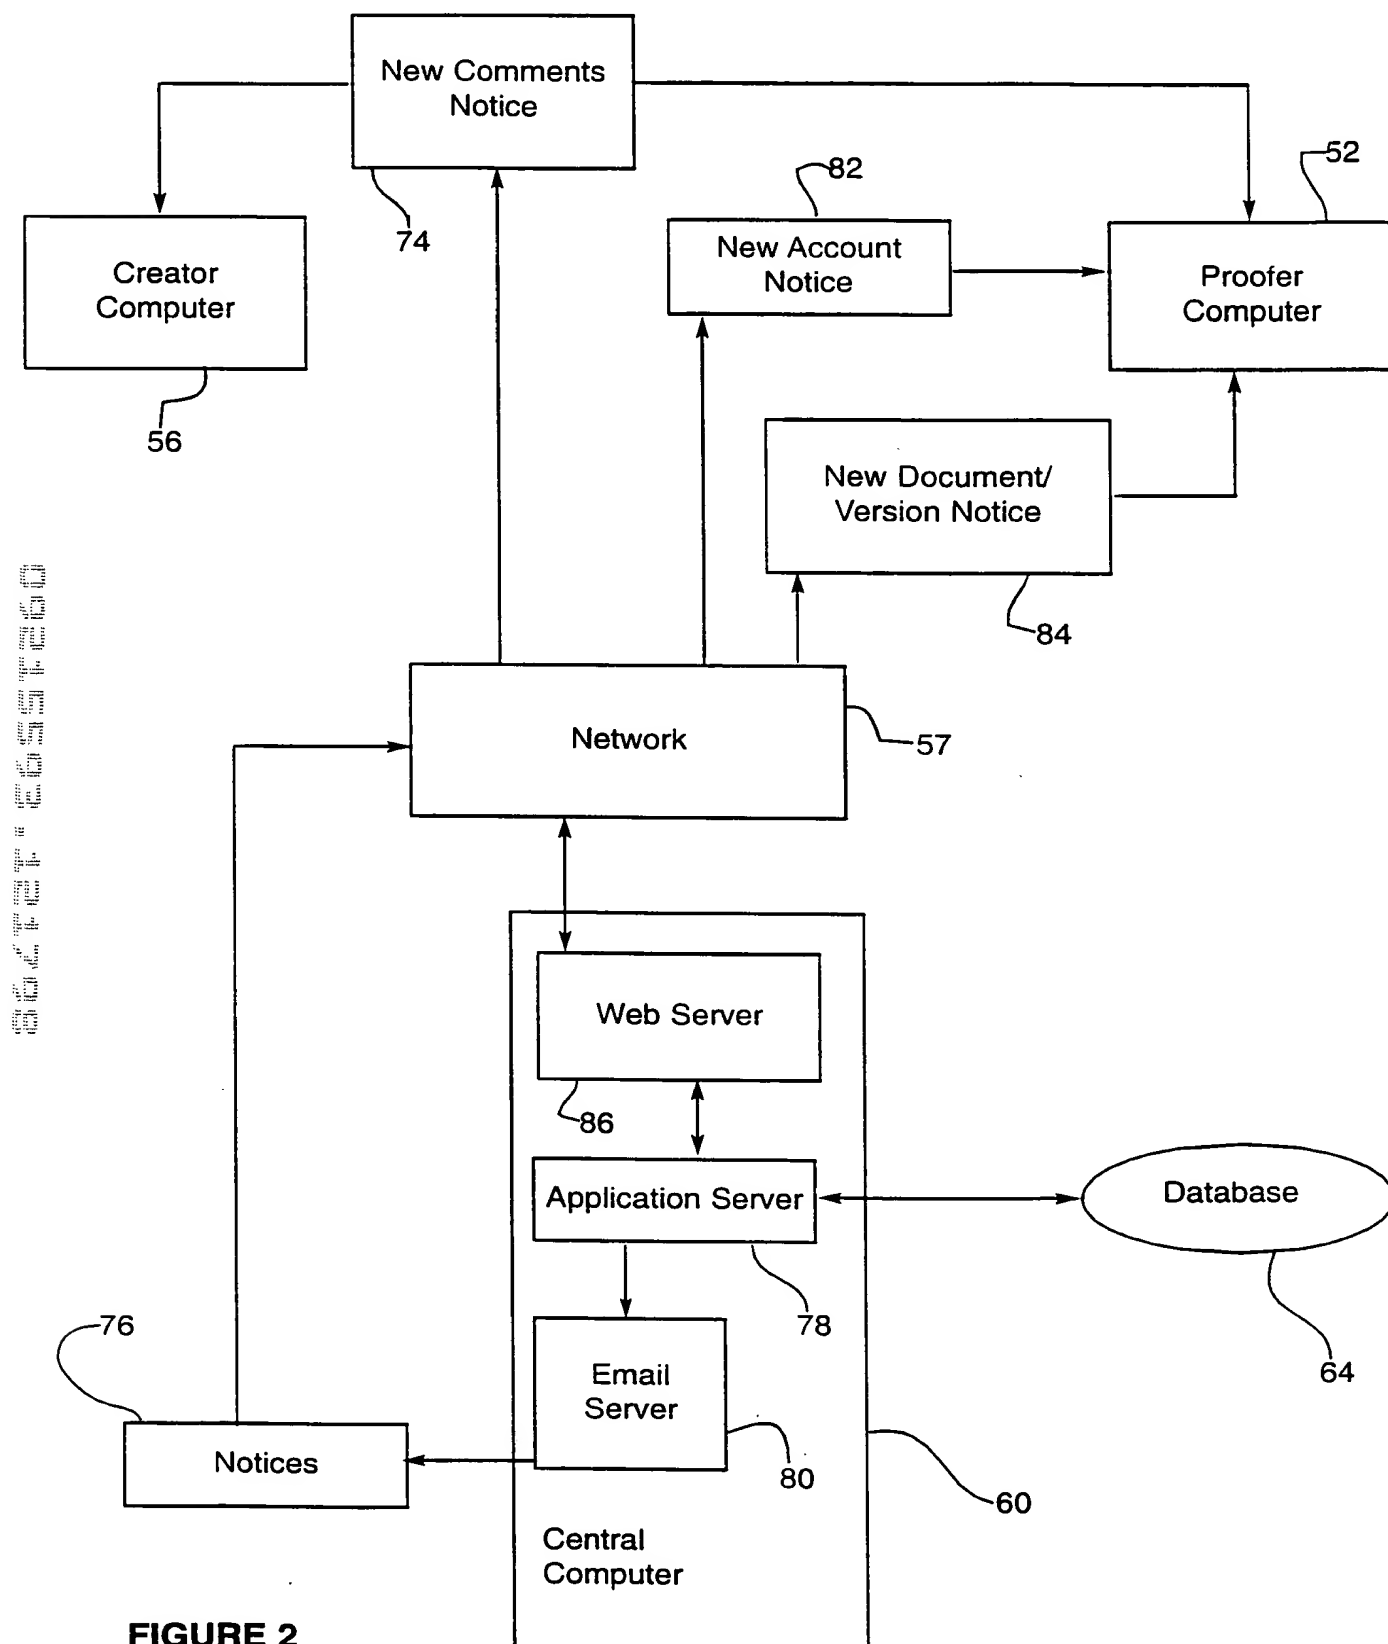 New Comments
Notice
74
82
52
Creator
Computer
56
New Account
Notice
Proofer
Computer
New Document/
Version Notice
84
Network
57
Web Server
86
Application Server
78
Database
64
76
Email
Server
80
Notices
60
Central
Computer
FIGURE 2